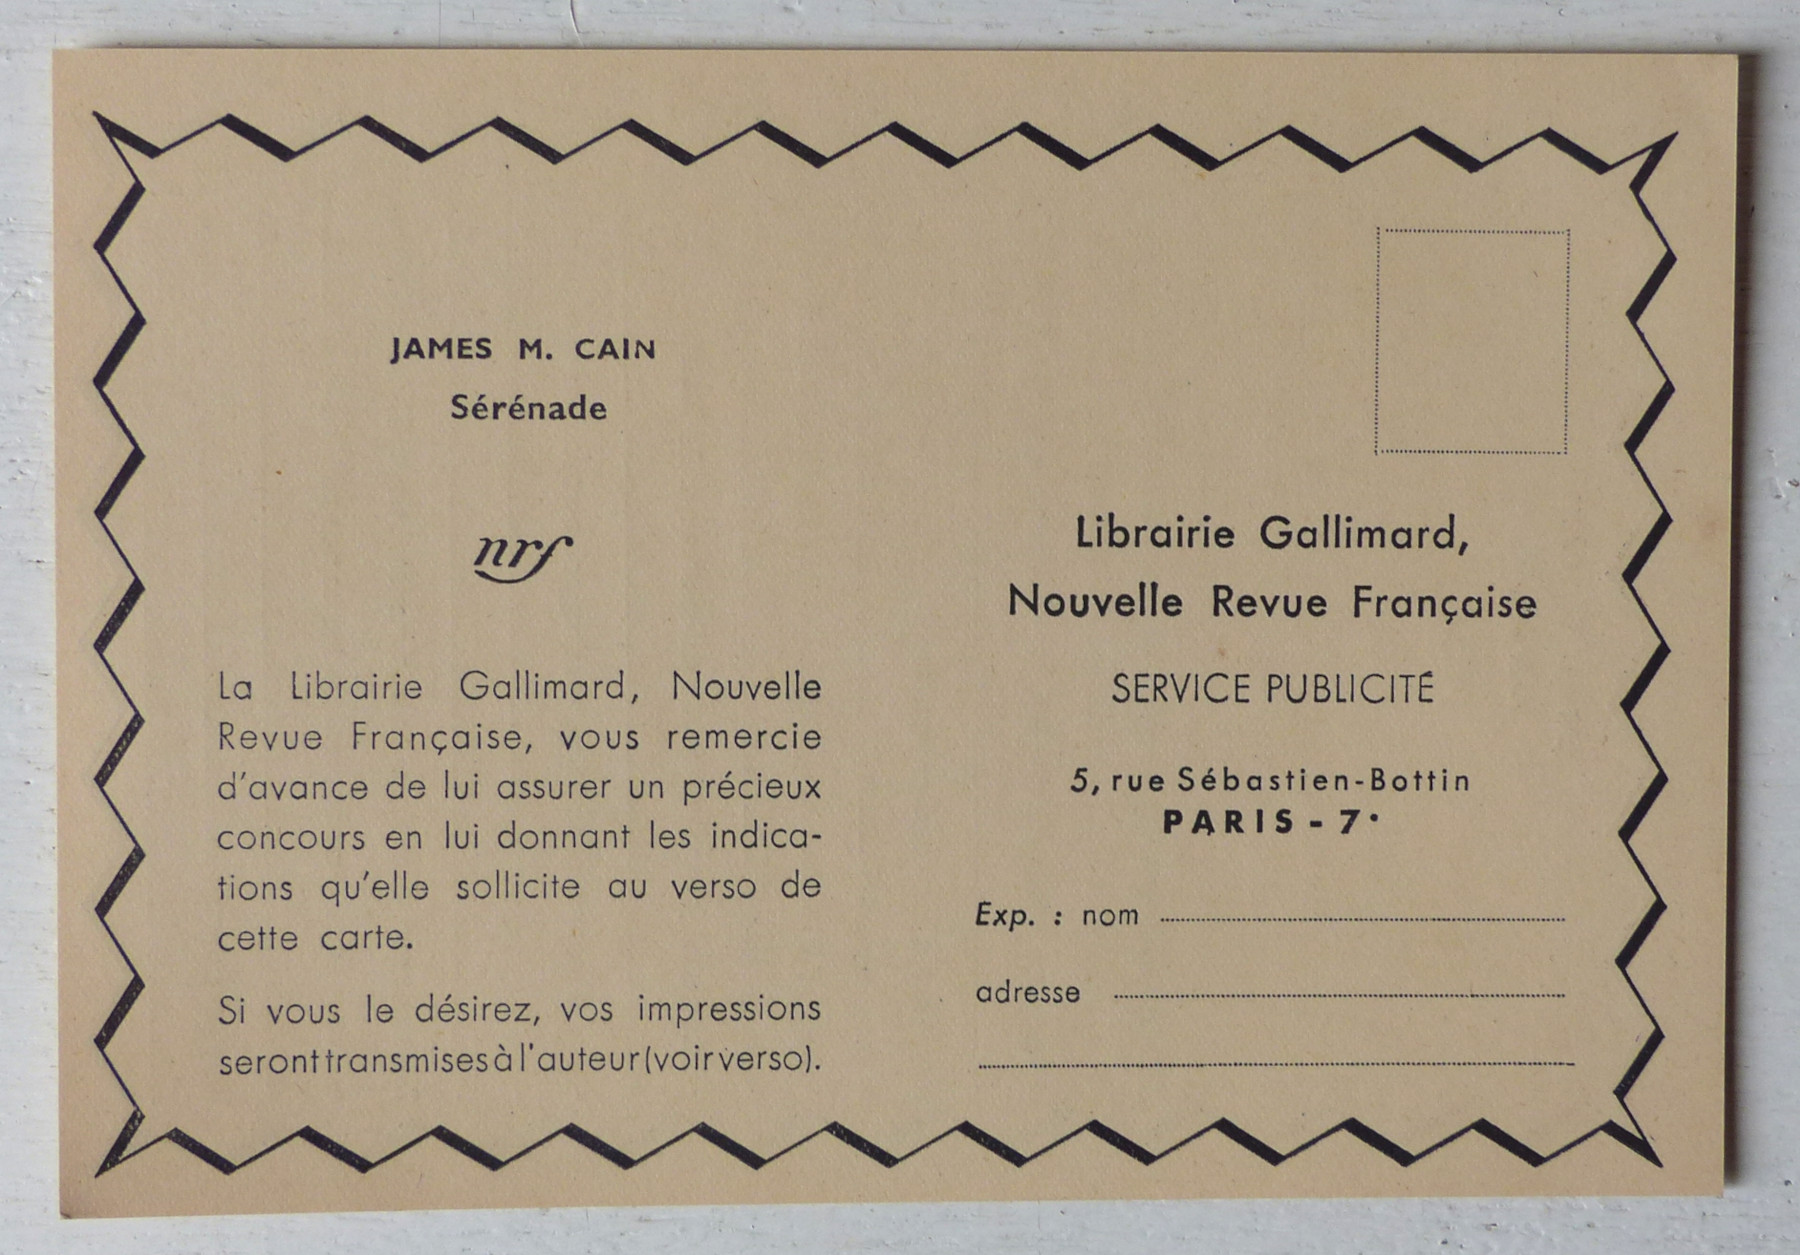 JAMES M. CAIN
Sérénade
nrf
La Librairie Gallimard, Nouvelle
Revue Française, vous remercie
d'avance de lui assurer un précieux
concours en lui donnant les indica-
tions qu'elle sollicite au verso de
cette carte.
Si vous le désirez, vos impressions
seront transmises à l'auteur (voir verso).
Librairie Gallimard,
Nouvelle Revue Française
SERVICE PUBLICITÉ
5, rue Sébastien-Bottin
PARIS - 7•
Exp. : nom
adresse